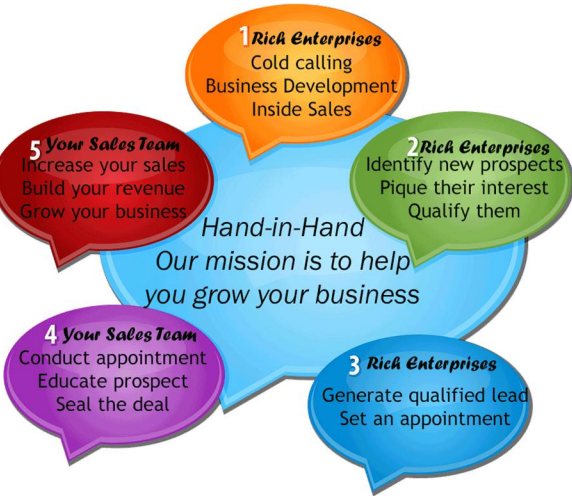 1 Rich Enterprises
Cold calling
Business Development
Inside Sales
2 Rich Enterprises
Identify new prospects
Pique their interest
Qualify them
3 Rich Enterprises
Generate qualified lead
Set an appointment
4 Your Sales Team
Conduct appointment
Educate prospect
Seal the deal
5 Your Sales Team
Increase your sales
Build your revenue
Grow your business
Hand-in-Hand
Our mission is to help
you grow your business